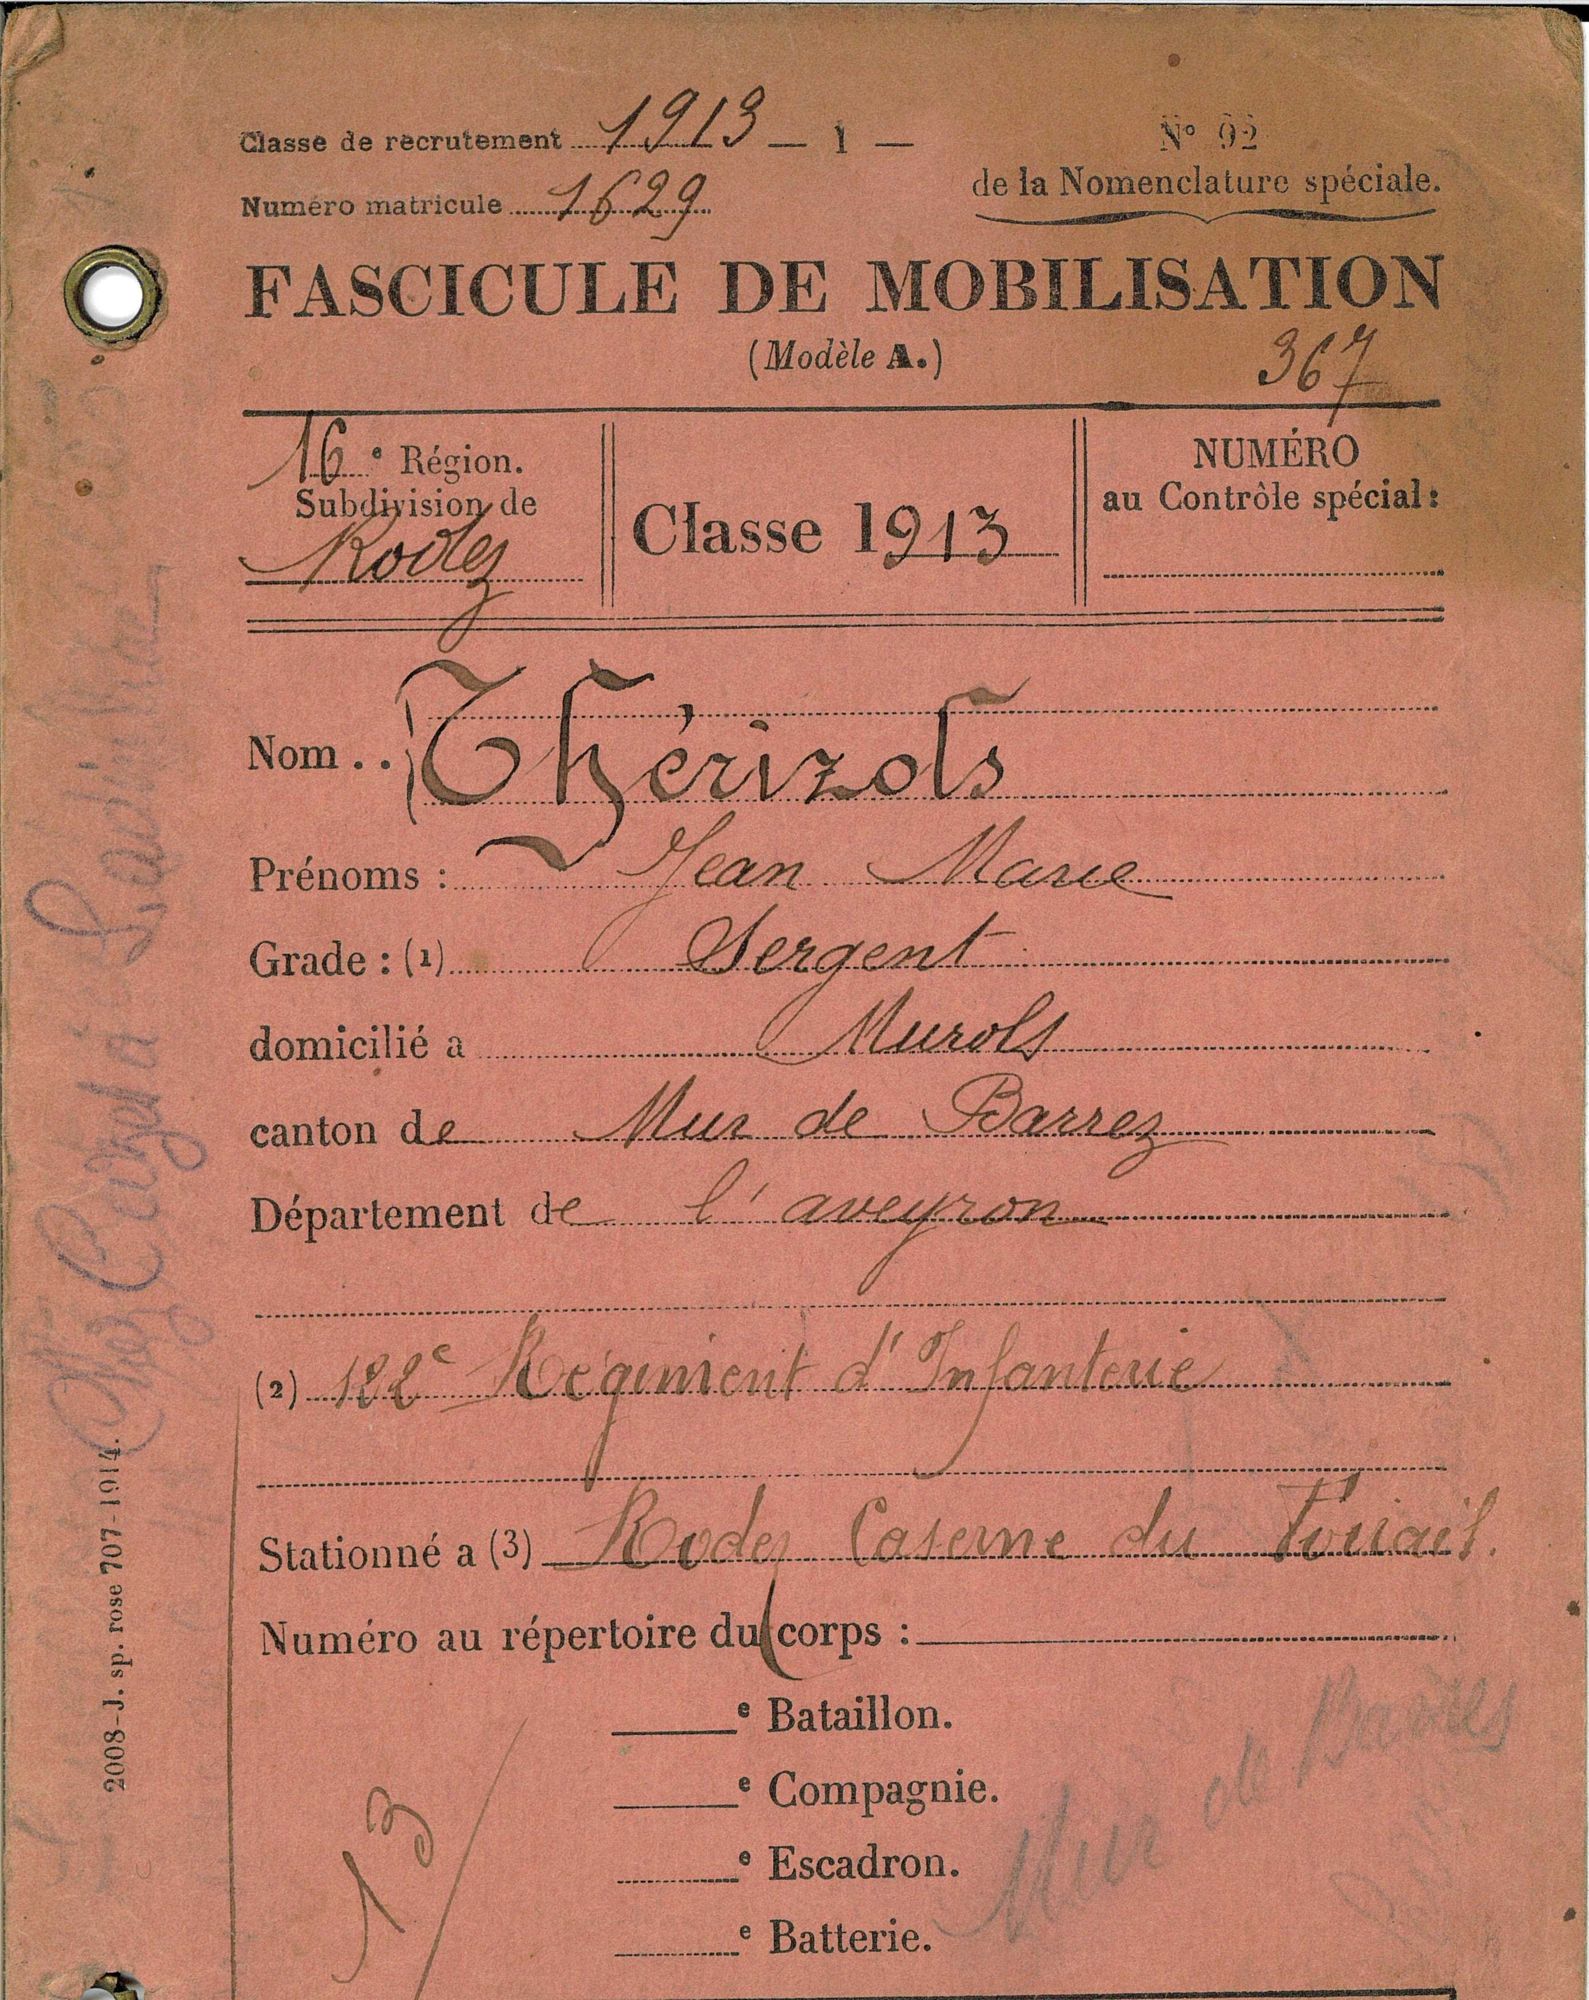 Classe de recrutement 1913 — 1 —
Nº 92
Numéro matricule 1629
de la Nomenclature spéciale.
FASCICULE DE MOBILISATION
(Modèle A.)
367
16e Région.
Subdivision de
Rodez
Classe 1913
NUMÉRO
au Contrôle spécial:
Nom .. Thérizols
Prénoms : Jean Marie
Grade : (1) Sergent
domicilié a Murols
canton de Mur de Barrez
Département de l'aveyron
(2) 122e Régiment d'Infanterie
Stationné a (3) Rodez Caserne du
Numéro au répertoire du corps :
e Bataillon.
e Compagnie.
e Escadron.
e Batterie.
13
Mur de Barrès
2008-J. sp. rose 707-1914.
Chez